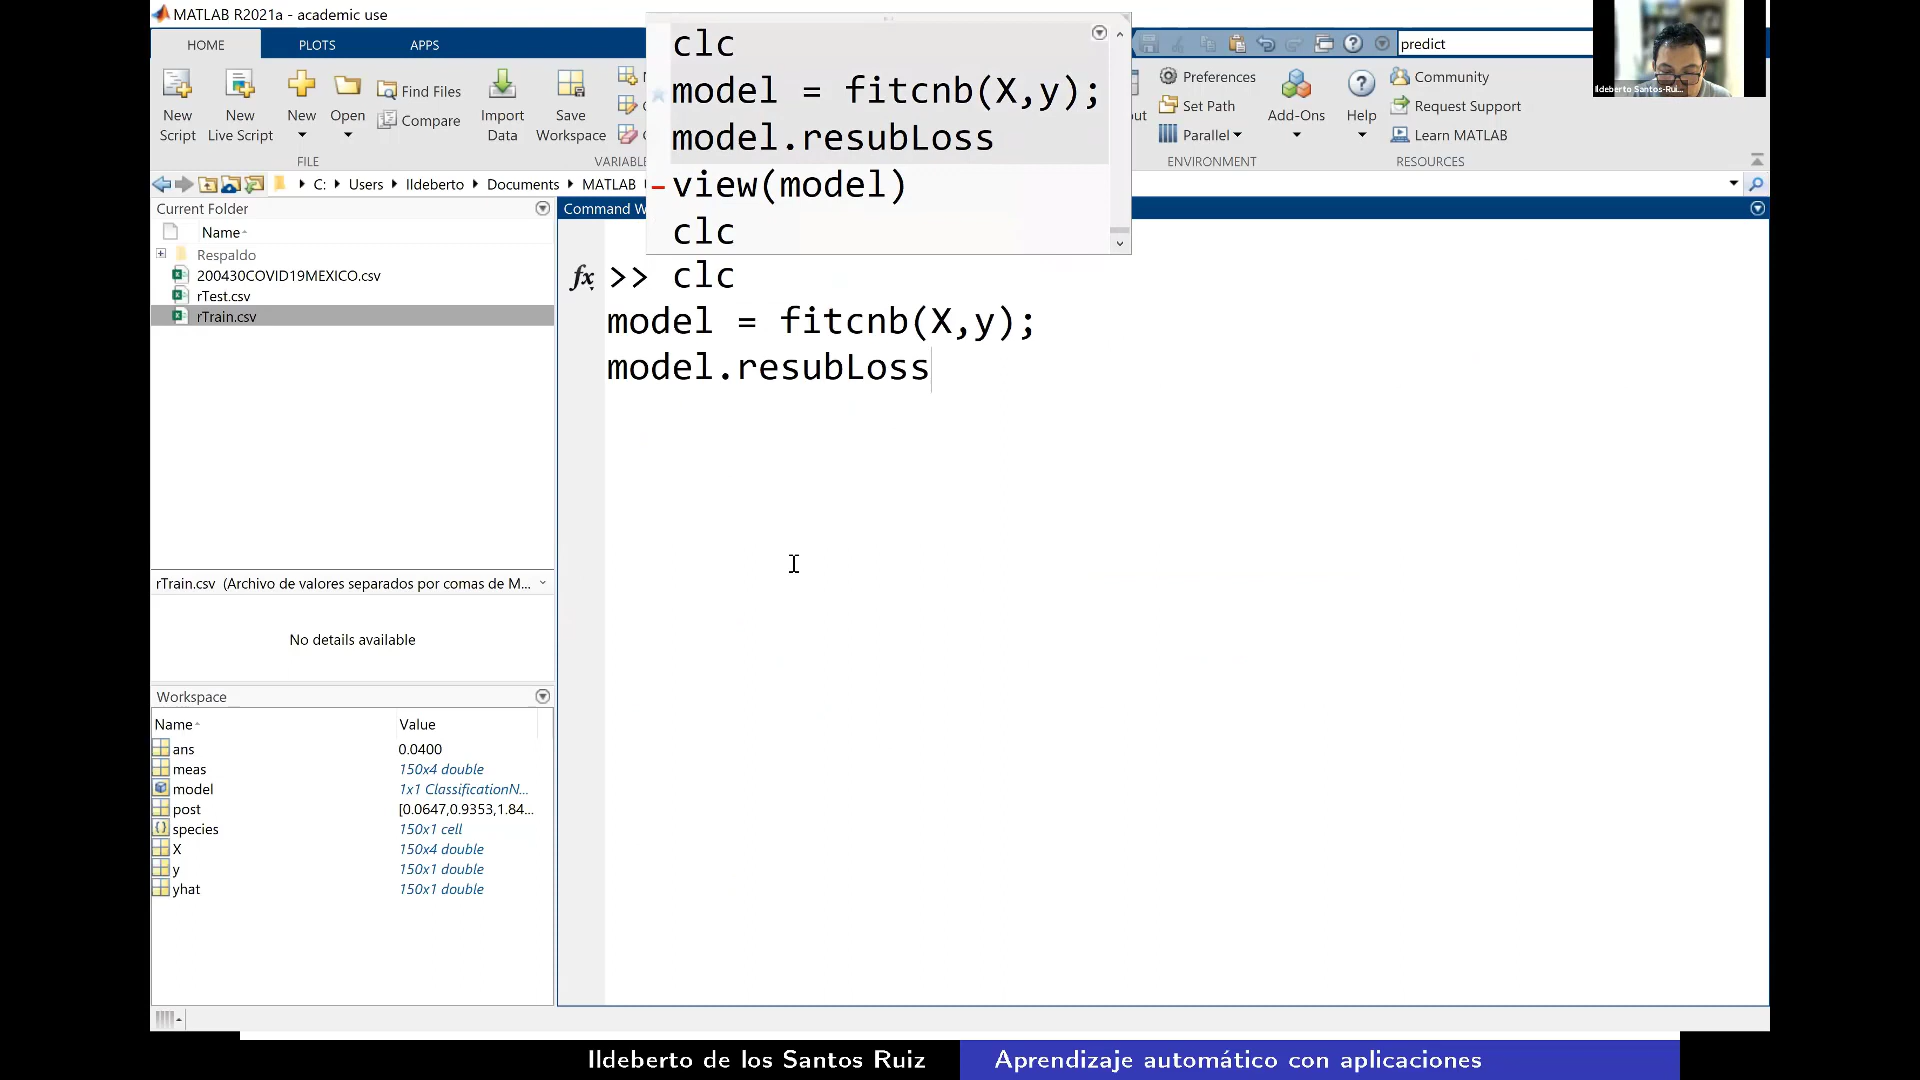 MATLAB R2021a - academic use
HOME
PLOTS
APPS
predict
New Script
New Live Script
New
Open
Find Files
Compare
Import Data
Save Workspace
FILE
VARIABL
Preferences
Set Path
Parallel
Add-Ons
Help
Community
Request Support
Learn MATLAB
ENVIRONMENT
RESOURCES
Ildeberto Santos-Rui...
clc
model = fitcnb(X,y);
model.resubLoss
view(model)
clc
C: Users Ildeberto Documents MATLAB
Current Folder
Name
Respaldo
200430COVID19MEXICO.csv
rTest.csv
rTrain.csv
rTrain.csv (Archivo de valores separados por comas de M...
No details available
Workspace
Name Value
ans 0.0400
meas 150x4 double
model 1x1 ClassificationN...
post [0.0647,0.9353,1.84...
species 150x1 cell
X 150x4 double
y 150x1 double
yhat 150x1 double
Command W
fx >> clc
model = fitcnb(X,y);
model.resubLoss
Ildeberto de los Santos Ruiz
Aprendizaje automático con aplicaciones